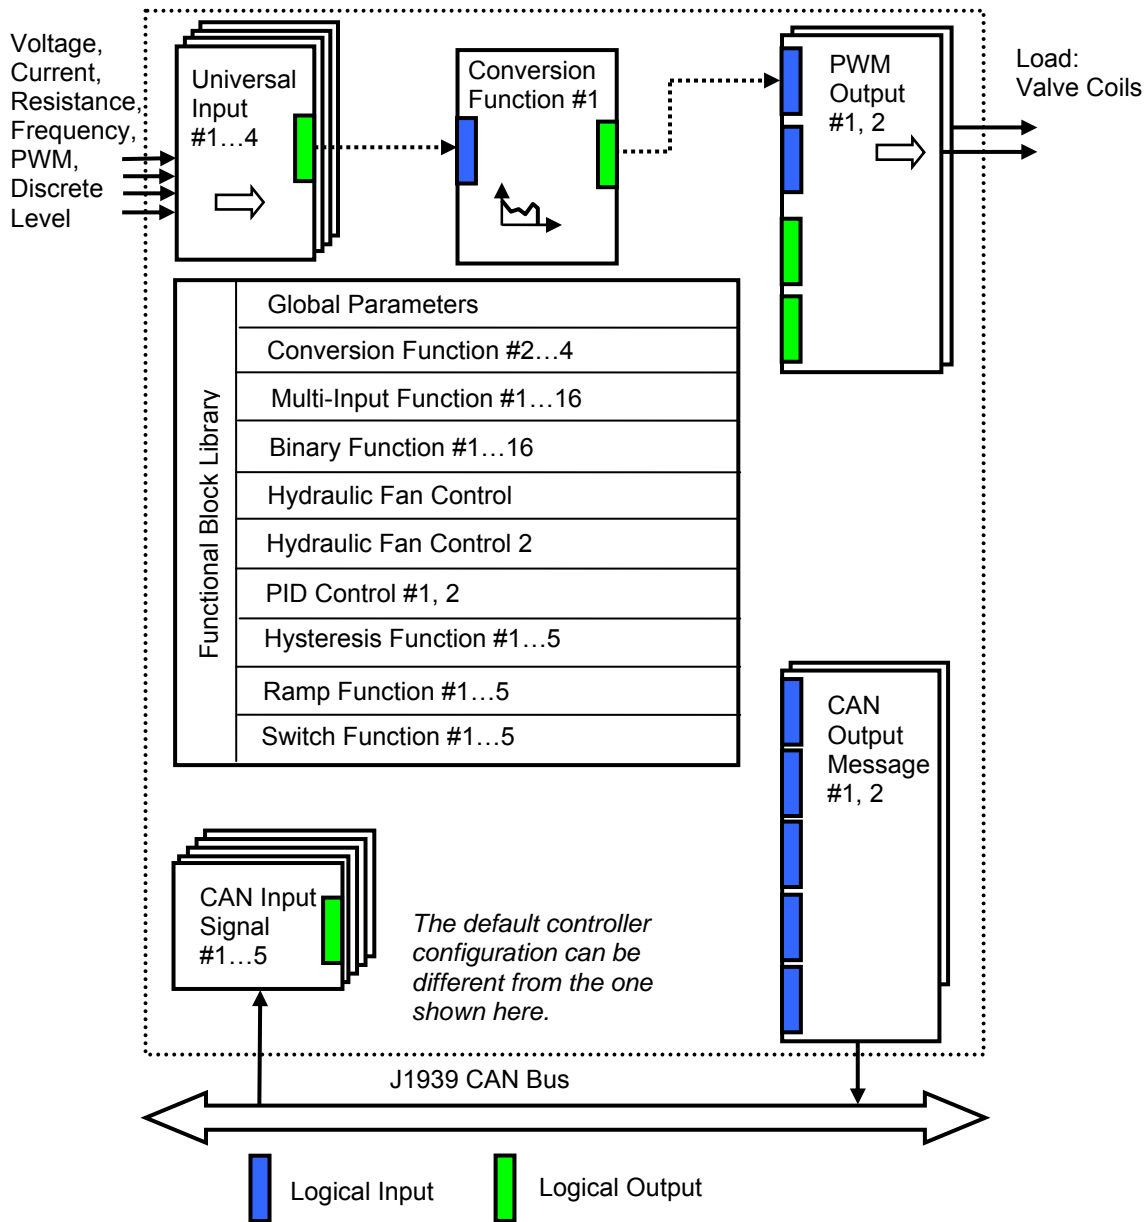 Voltage,
Current,
Resistance,
Frequency,
PWM,
Discrete
Level
Universal
Input
#1…4
Conversion
Function #1
PWM
Output
#1, 2
Load:
Valve Coils
Functional Block Library
Global Parameters
Conversion Function #2…4
Multi-Input Function #1…16
Binary Function #1…16
Hydraulic Fan Control
Hydraulic Fan Control 2
PID Control #1, 2
Hysteresis Function #1…5
Ramp Function #1…5
Switch Function #1…5
CAN
Output
Message
#1, 2
CAN Input
Signal
#1…5
The default controller
configuration can be
different from the one
shown here.
J1939 CAN Bus
Logical Input
Logical Output